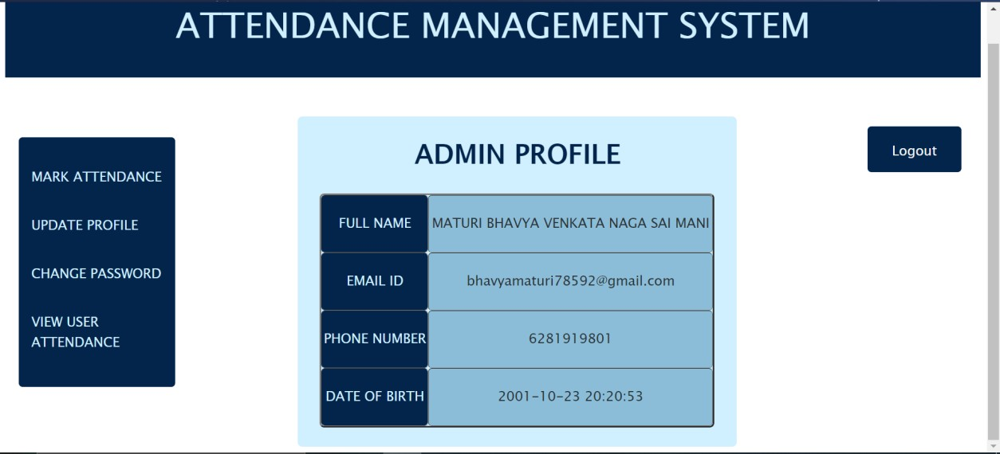 ATTENDANCE MANAGEMENT SYSTEM
MARK ATTENDANCE
UPDATE PROFILE
CHANGE PASSWORD
VIEW USER
ATTENDANCE
ADMIN PROFILE
FULL NAME MATURI BHAVYA VENKATA NAGA SAI MANI
EMAIL ID bhavyamaturi78592@gmail.com
PHONE NUMBER 6281919801
DATE OF BIRTH 2001-10-23 20:20:53
Logout